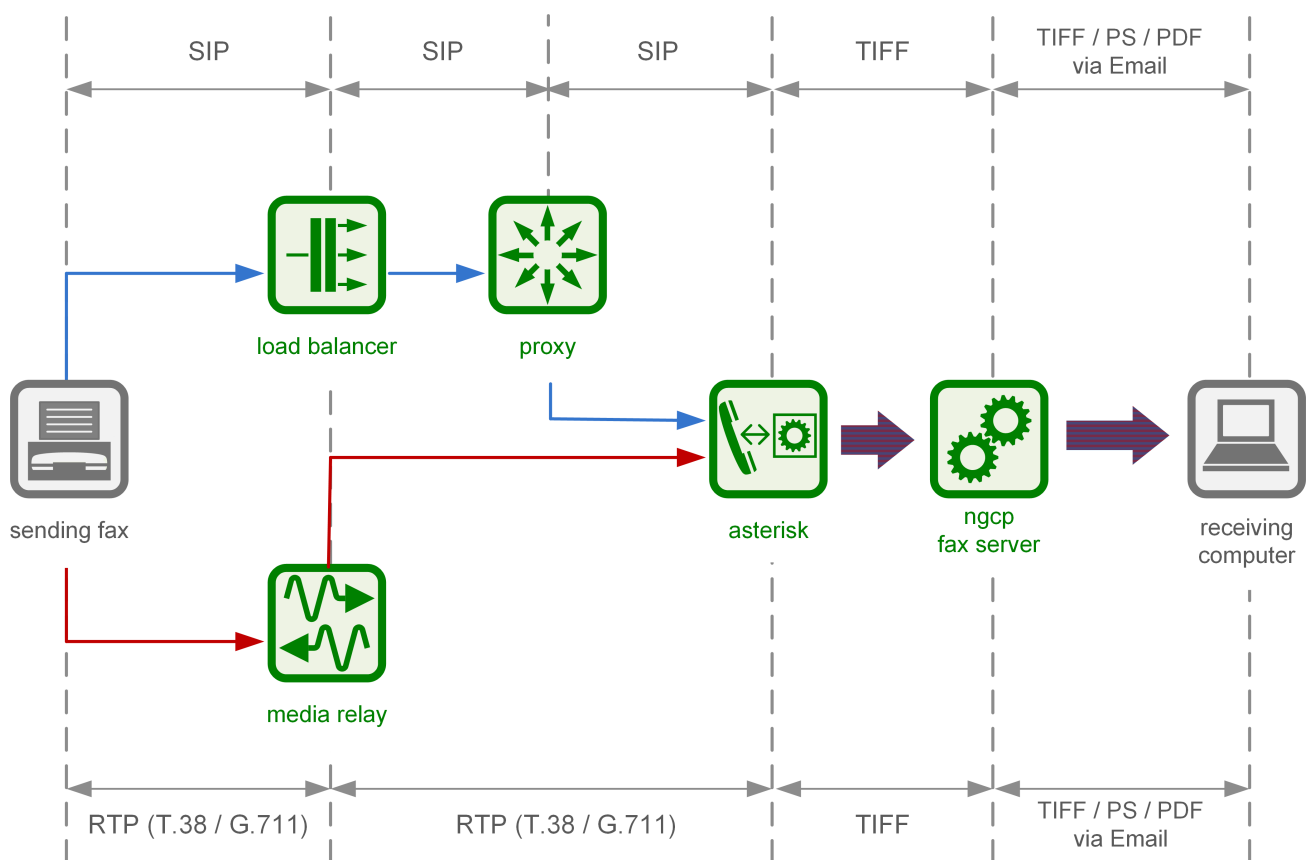 SIP
SIP
SIP
TIFF
TIFF / PS / PDF
via Email
load balancer
proxy
sending fax
asterisk
ngcp
fax server
receiving
computer
media relay
RTP (T.38 / G.711)
RTP (T.38 / G.711)
TIFF
TIFF / PS / PDF
via Email